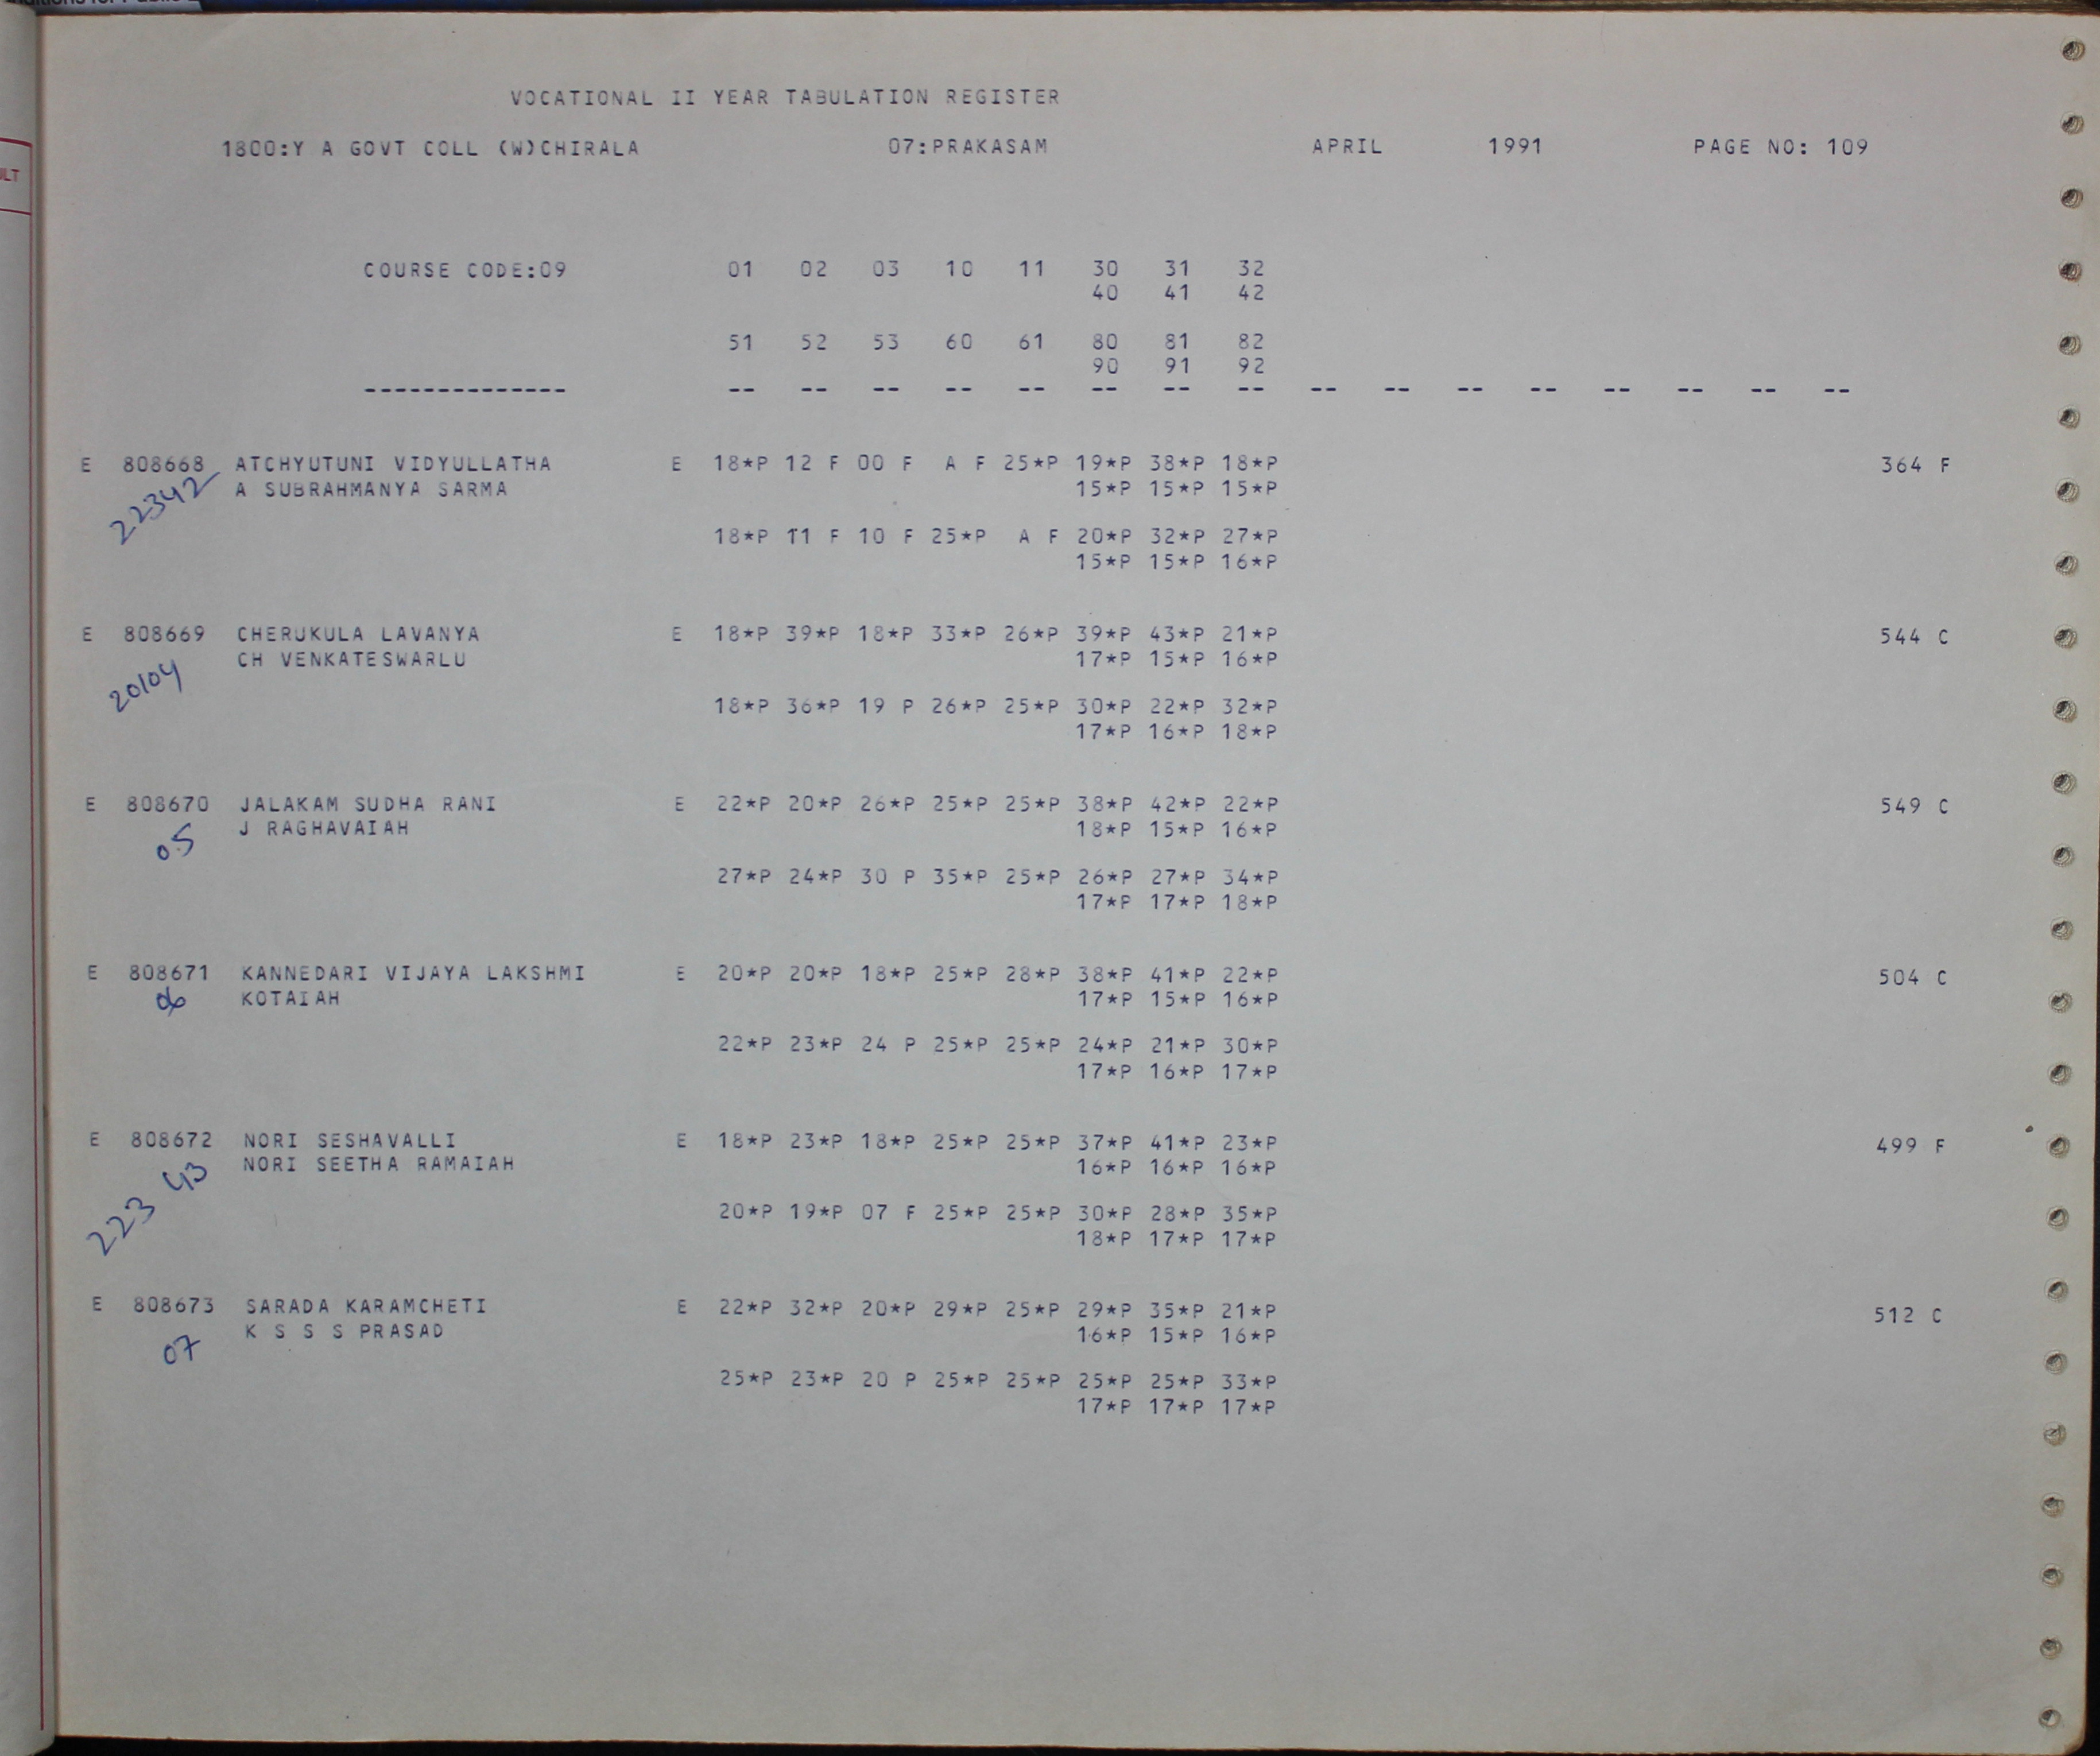 VOCATIONAL II YEAR TABULATION REGISTER
1800:Y A GOVT COLL (W)CHIRALA 07:PRAKASAM APRIL 1991 PAGE NO: 109
ULT
COURSE CODE:09 01 02 03 10 11 30 31 32
40 41 42
51 52 53 60 61 80 81 82
90 91 92
-------------- -- -- -- -- -- -- -- -- -- -- -- -- -- -- -- --
E 808668 ATCHYUTUNI VIDYULLATHA E 18*P 12 F 00 F A F 25*P 19*P 38*P 18*P 364 F
22342 A SUBRAHMANYA SARMA 15*P 15*P 15*P
18*P 11 F 10 F 25*P A F 20*P 32*P 27*P
15*P 15*P 16*P
E 808669 CHERUKULA LAVANYA E 18*P 39*P 18*P 33*P 26*P 39*P 43*P 21*P 544 C
20104 CH VENKATESWARLU 17*P 15*P 16*P
18*P 36*P 19 P 26*P 25*P 30*P 22*P 32*P
17*P 16*P 18*P
E 808670 JALAKAM SUDHA RANI E 22*P 20*P 26*P 25*P 25*P 38*P 42*P 22*P 549 C
05 J RAGHAVAIAH 18*P 15*P 16*P
27*P 24*P 30 P 35*P 25*P 26*P 27*P 34*P
17*P 17*P 18*P
E 808671 KANNEDARI VIJAYA LAKSHMI E 20*P 20*P 18*P 25*P 28*P 38*P 41*P 22*P 504 C
06 KOTAIAH 17*P 15*P 16*P
22*P 23*P 24 P 25*P 25*P 24*P 21*P 30*P
17*P 16*P 17*P
E 808672 NORI SESHAVALLI E 18*P 23*P 18*P 25*P 25*P 37*P 41*P 23*P 499 F
22343 NORI SEETHA RAMAIAH 16*P 16*P 16*P
20*P 19*P 07 F 25*P 25*P 30*P 28*P 35*P
18*P 17*P 17*P
E 808673 SARADA KARAMCHETI E 22*P 32*P 20*P 29*P 25*P 29*P 35*P 21*P 512 C
07 K S S S PRASAD 16*P 15*P 16*P
25*P 23*P 20 P 25*P 25*P 25*P 25*P 33*P
17*P 17*P 17*P